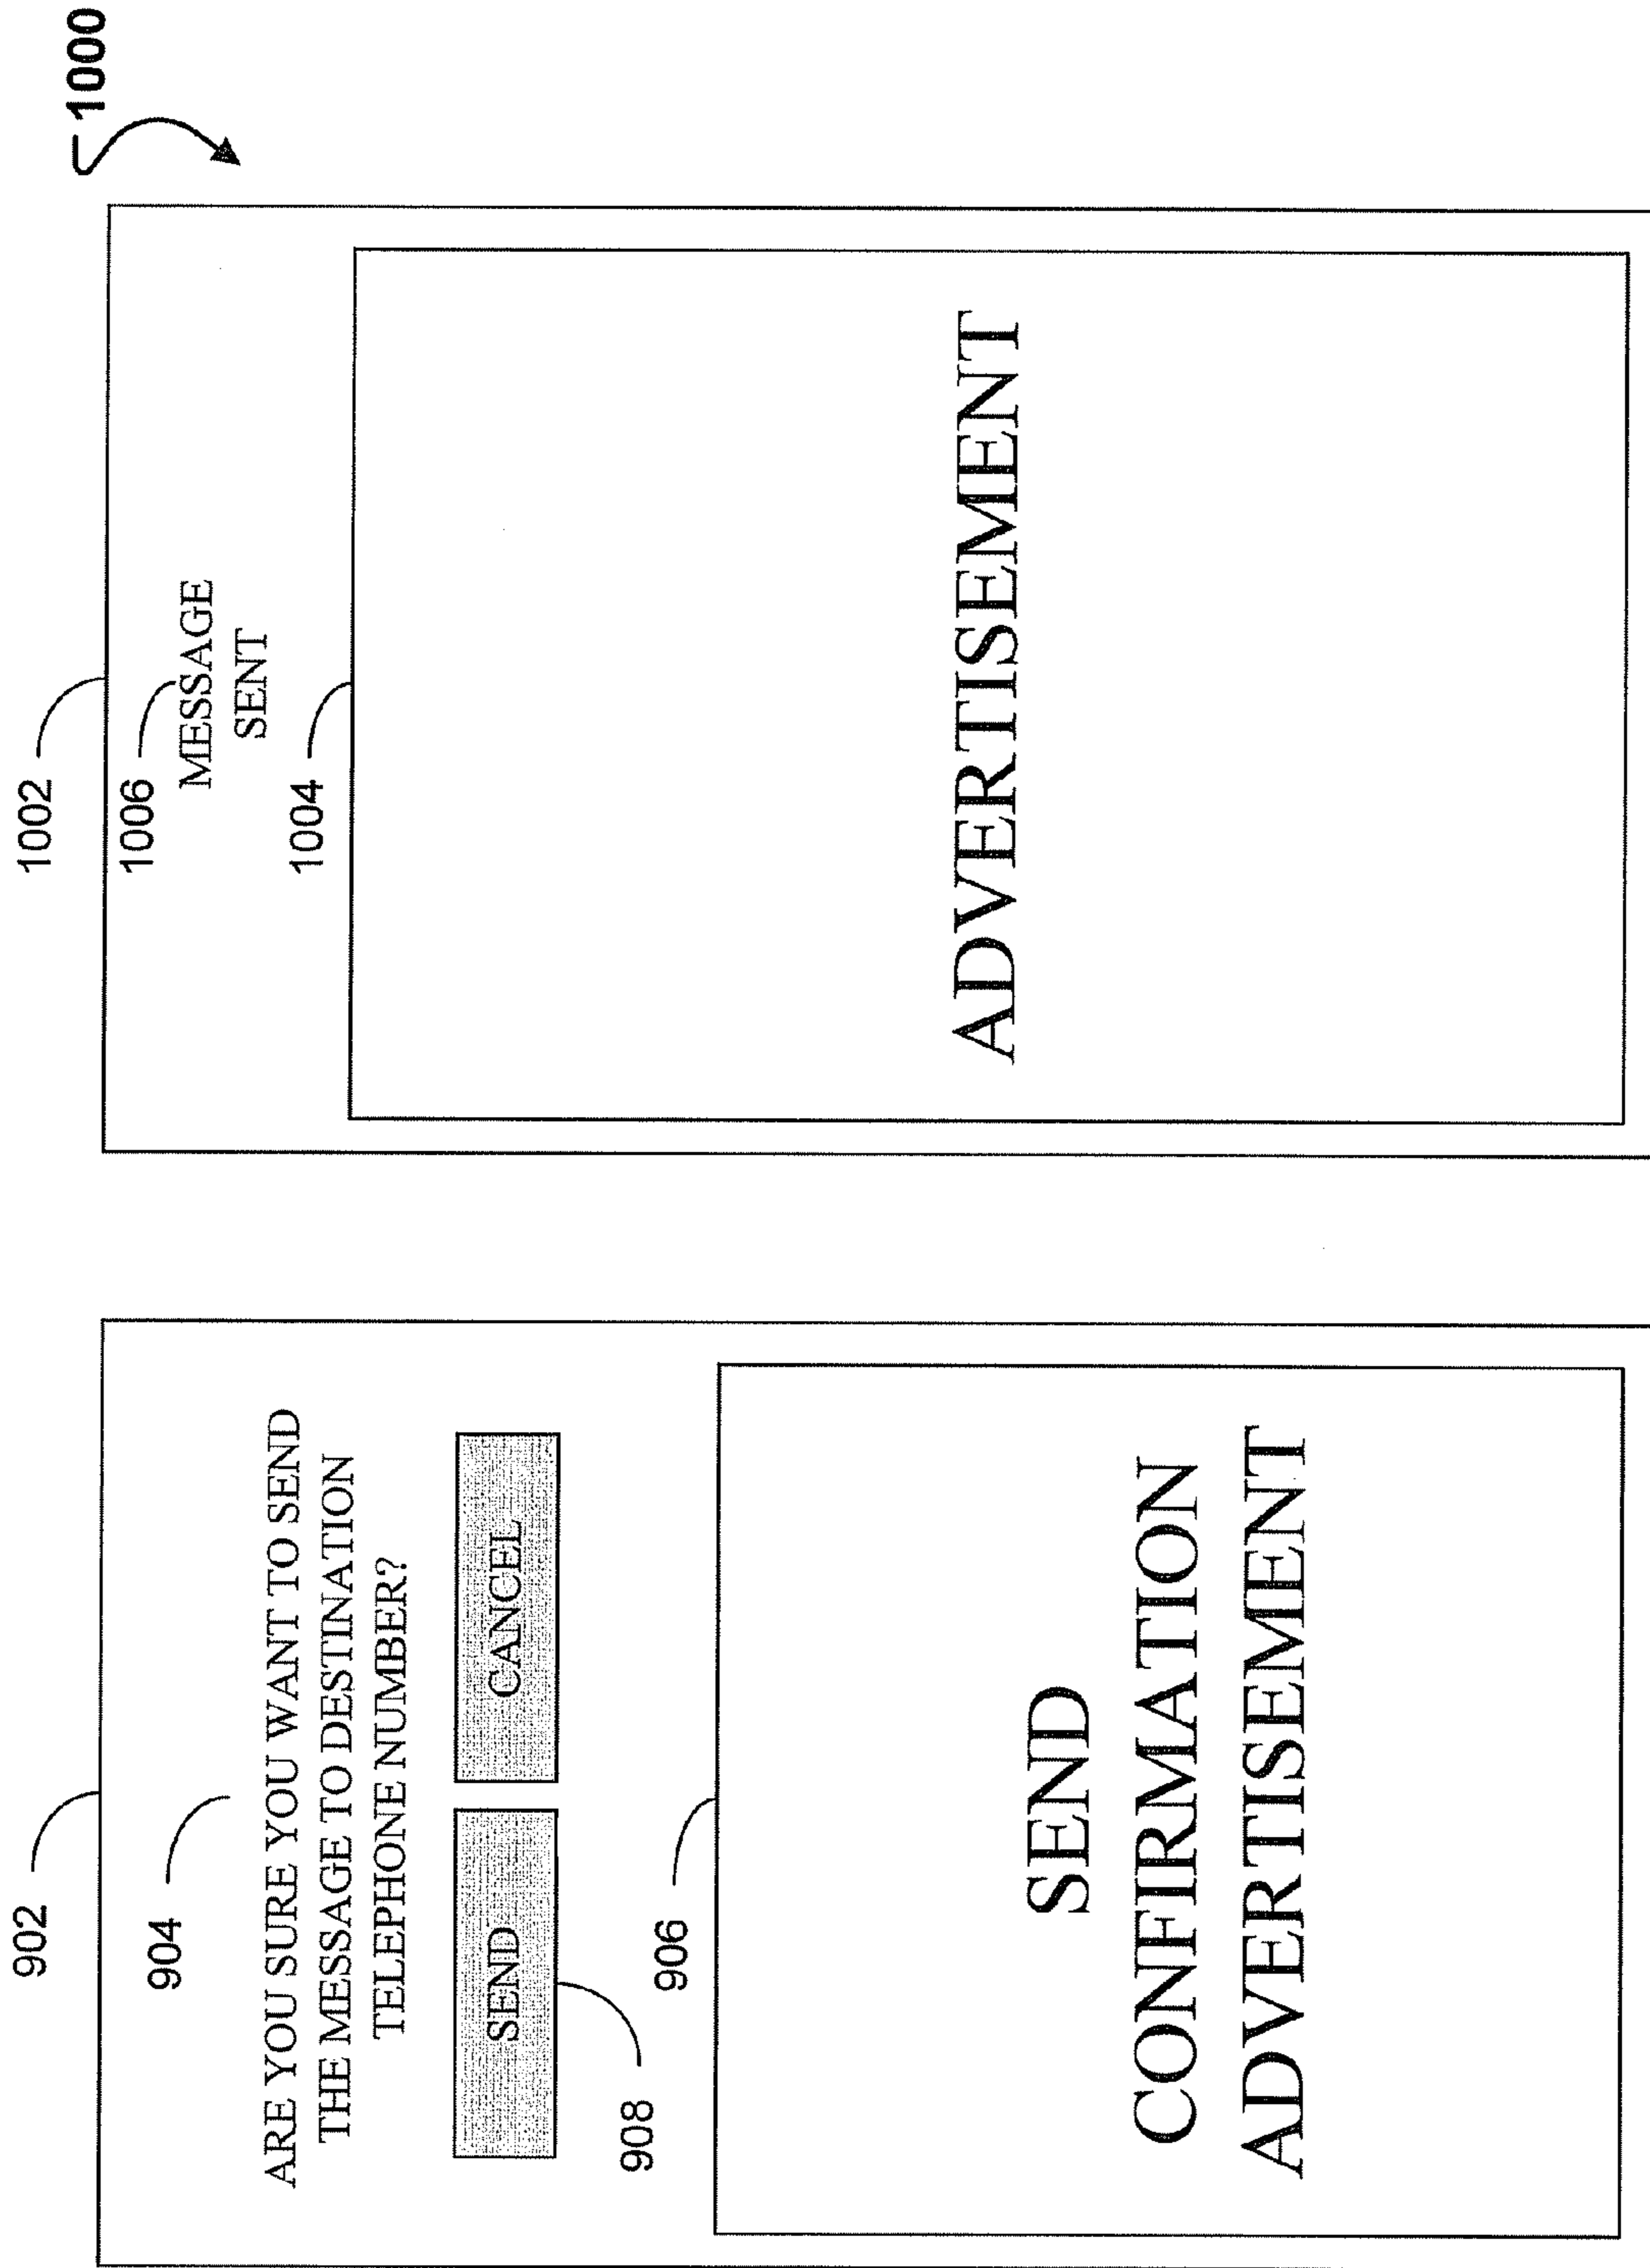 1000
902
904
ARE YOU SURE YOU WANT TO SEND
THE MESSAGE TO DESTINATION
TELEPHONE NUMBER?
SEND
CANCEL
908
906
SEND
CONFIRMATION
ADVERTISEMENT
1002
1006
MESSAGE
SENT
1004
ADVERTISEMENT